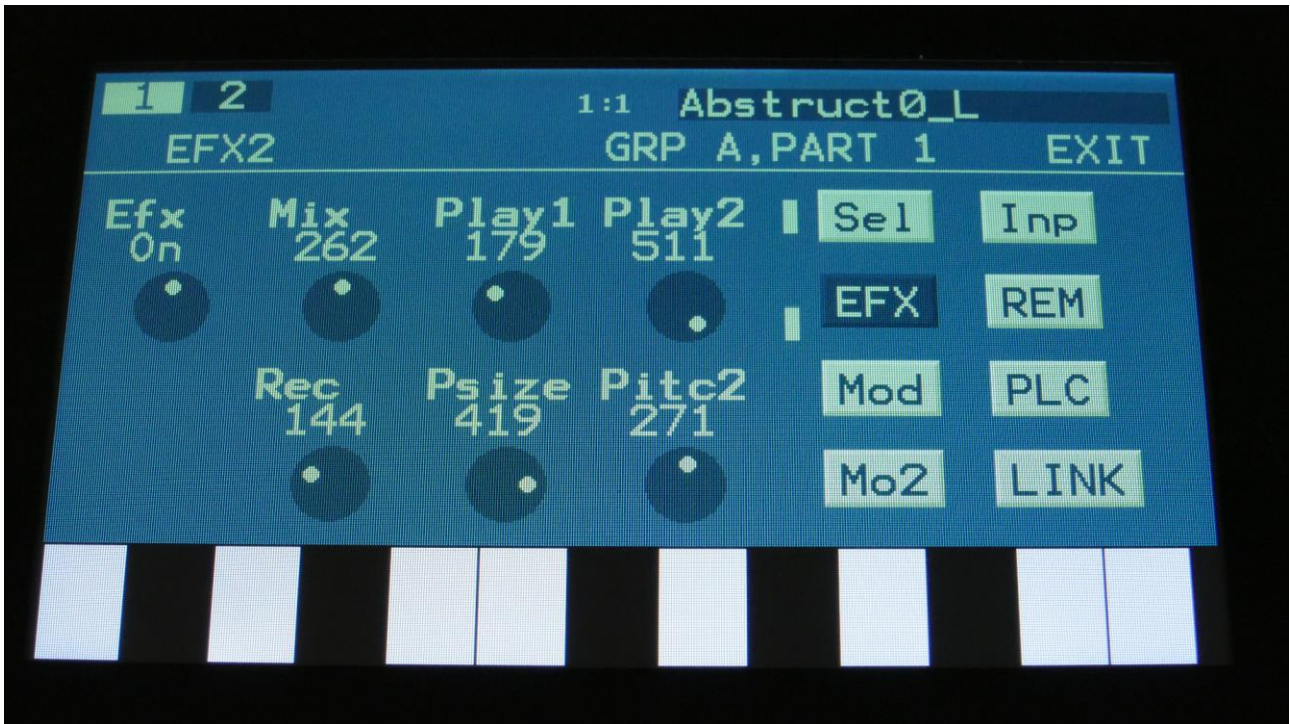 1 2 1:1 Abstruct0_L
EFX2 GRP A,PART 1 EXIT
Efx Mix Play1 Play2 Sel Inp
On 262 179 511
EFX REM
Rec Psize Pitc2 Mod PLC
144 419 271
Mo2 LINK